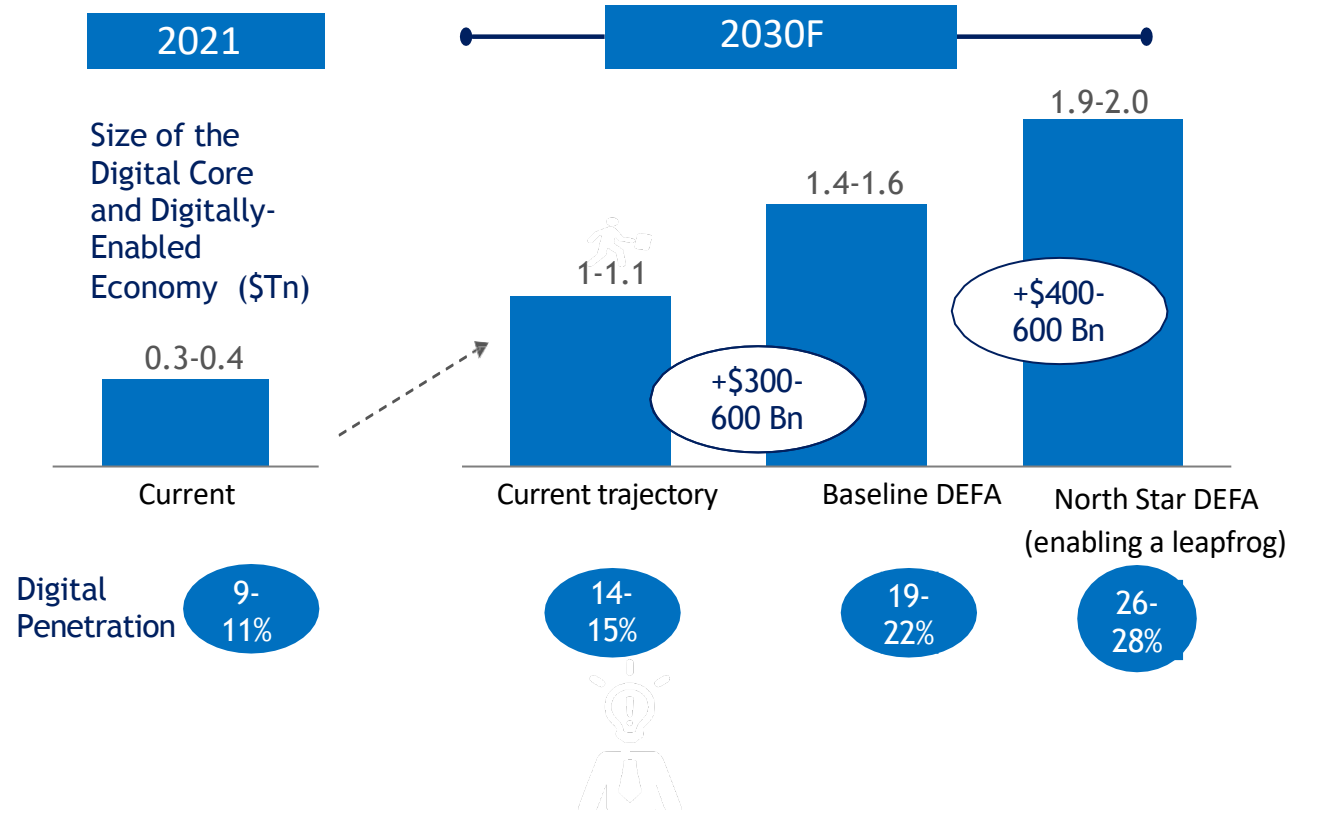 2021
2030F
Size of the
Digital Core
and Digitally-
Enabled
Economy ($Tn)
0.3-0.4
1-1.1
1.4-1.6
1.9-2.0
+$300-
600 Bn
+$400-
600 Bn
Current
Current trajectory
Baseline DEFA
North Star DEFA
(enabling a leapfrog)
Digital
Penetration
9-
11%
14-
15%
19-
22%
26-
28%